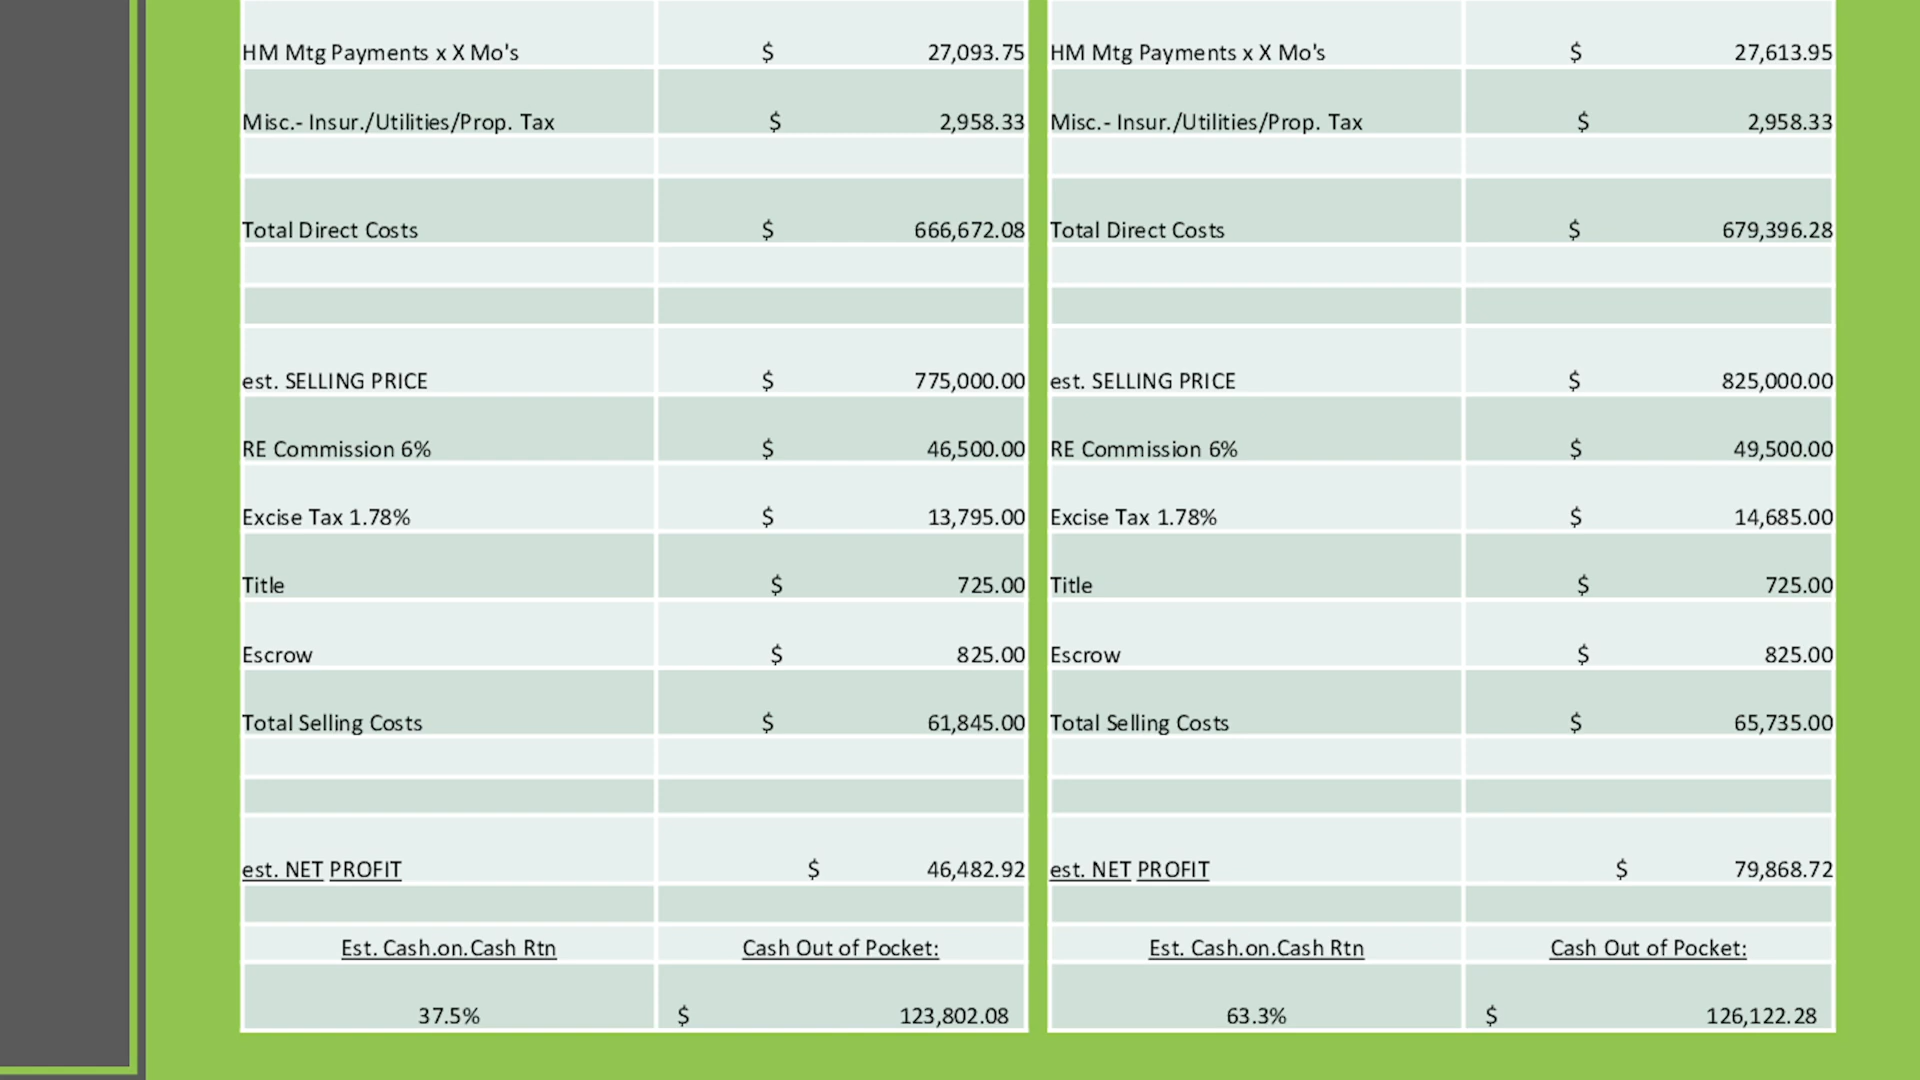 HM Mtg Payments x X Mo's $ 27,093.75 HM Mtg Payments x X Mo's $ 27,613.95
Misc.- Insur./Utilities/Prop. Tax $ 2,958.33 Misc.- Insur./Utilities/Prop. Tax $ 2,958.33
Total Direct Costs $ 666,672.08 Total Direct Costs $ 679,396.28
est. SELLING PRICE $ 775,000.00 est. SELLING PRICE $ 825,000.00
RE Commission 6% $ 46,500.00 RE Commission 6% $ 49,500.00
Excise Tax 1.78% $ 13,795.00 Excise Tax 1.78% $ 14,685.00
Title $ 725.00 Title $ 725.00
Escrow $ 825.00 Escrow $ 825.00
Total Selling Costs $ 61,845.00 Total Selling Costs $ 65,735.00
est. NET PROFIT $ 46,482.92 est. NET PROFIT $ 79,868.72
Est. Cash.on.Cash Rtn Cash Out of Pocket: Est. Cash.on.Cash Rtn Cash Out of Pocket:
37.5% $ 123,802.08 63.3% $ 126,122.28